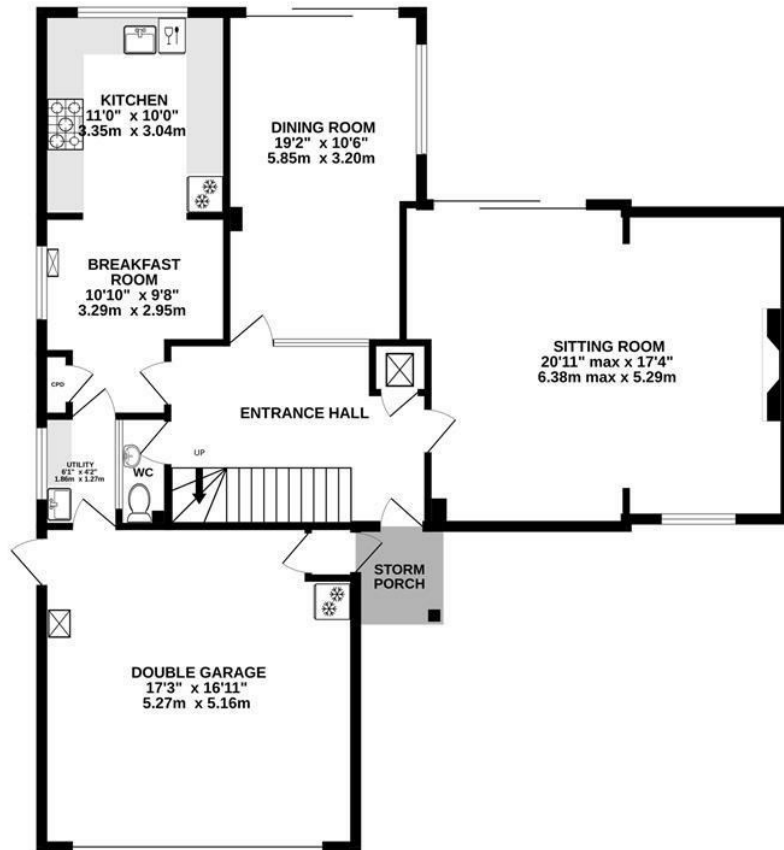 KITCHEN
11'0" x 10'0"
3.35m x 3.04m
DINING ROOM
19'2" x 10'6"
5.85m x 3.20m
BREAKFAST
ROOM
10'10" x 9'8"
3.29m x 2.95m
SITTING ROOM
20'11" max x 17'4"
6.38m max x 5.29m
CPD
ENTRANCE HALL
UP
UTILITY
6'1" x 4'2"
1.86m x 1.27m
WC
STORM
PORCH
DOUBLE GARAGE
17'3" x 16'11"
5.27m x 5.16m